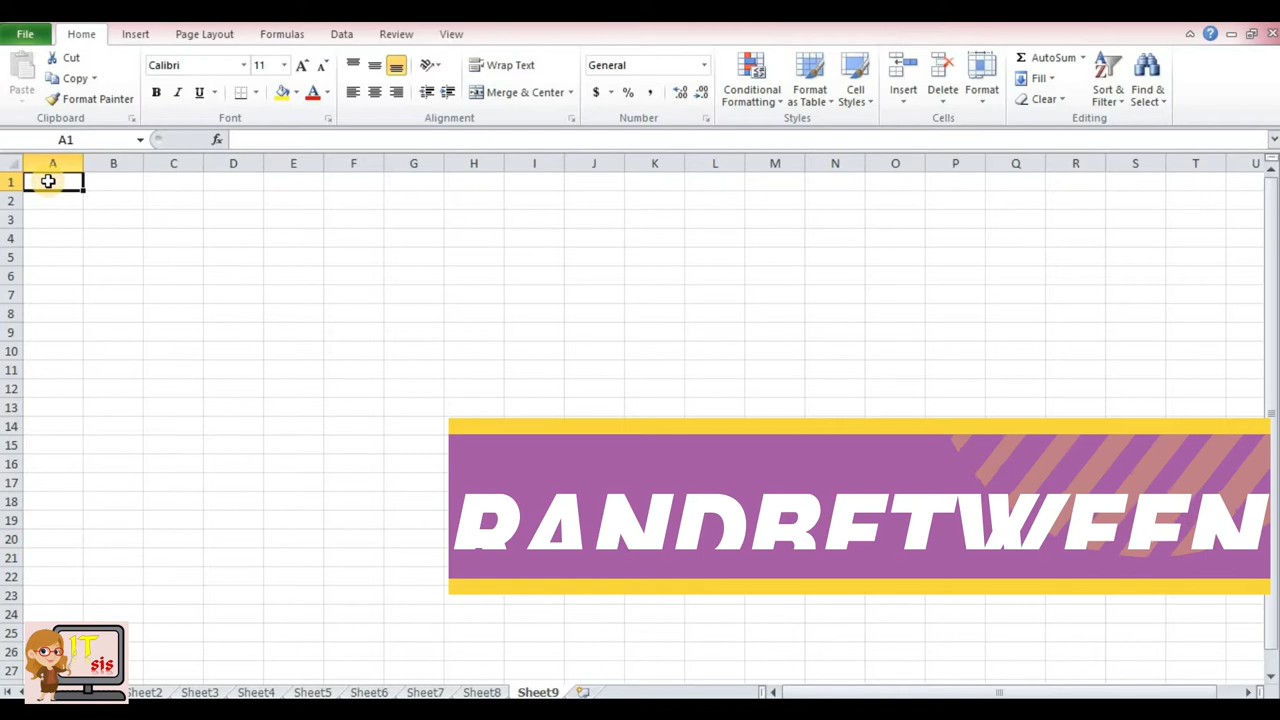 File Home Insert Page Layout Formulas Data Review View
Cut
Copy
Format Painter
Paste
Clipboard
Calibri 11
B I U
Font
Wrap Text
Merge & Center
Alignment
General
$ % ,
Number
Conditional Formatting
Format as Table
Cell Styles
Styles
Insert Delete Format
Cells
AutoSum
Fill
Clear
Sort & Filter
Find & Select
Editing
A1 fx
A B C D E F G H I J K L M N O P Q R S T U
1
2
3
4
5
6
7
8
9
10
11
12
13
14
15
16
17
18
19
20
21
22
23
24
25
26
27
RANDBETWEEN
IT
sis
Sheet2 Sheet3 Sheet4 Sheet5 Sheet6 Sheet7 Sheet8 Sheet9